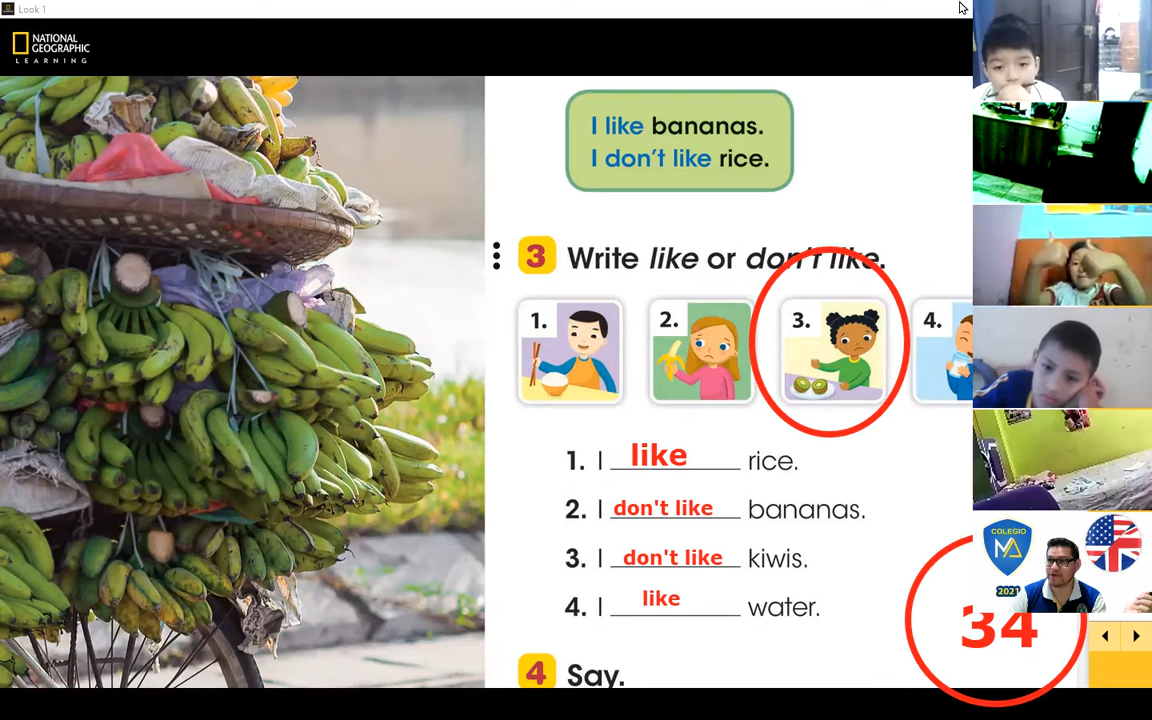 Look 1
NATIONAL
GEOGRAPHIC
LEARNING
I like bananas.
I don't like rice.
3 Write like or don't like.
1.
2.
3.
4.
1. I like rice.
2. I don't like bananas.
3. I don't like kiwis.
4. I like water.
4 Say.
COLEGIO
MA
2021
34